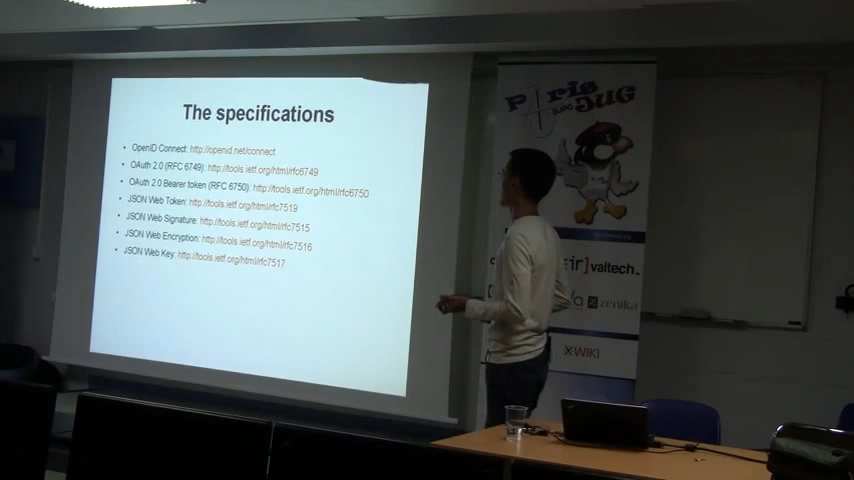 The specifications
• OpenID Connect: http://openid.net/connect
• OAuth 2.0 (RFC 6749): http://tools.ietf.org/html/rfc6749
• OAuth 2.0 Bearer token (RFC 6750): http://tools.ietf.org/html/rfc6750
• JSON Web Token: http://tools.ietf.org/html/rfc7519
• JSON Web Signature: http://tools.ietf.org/html/rfc7515
• JSON Web Encryption: http://tools.ietf.org/html/rfc7516
• JSON Web Key: http://tools.ietf.org/html/rfc7517
Paris
JUG
valtech_
zenika
XWIKI